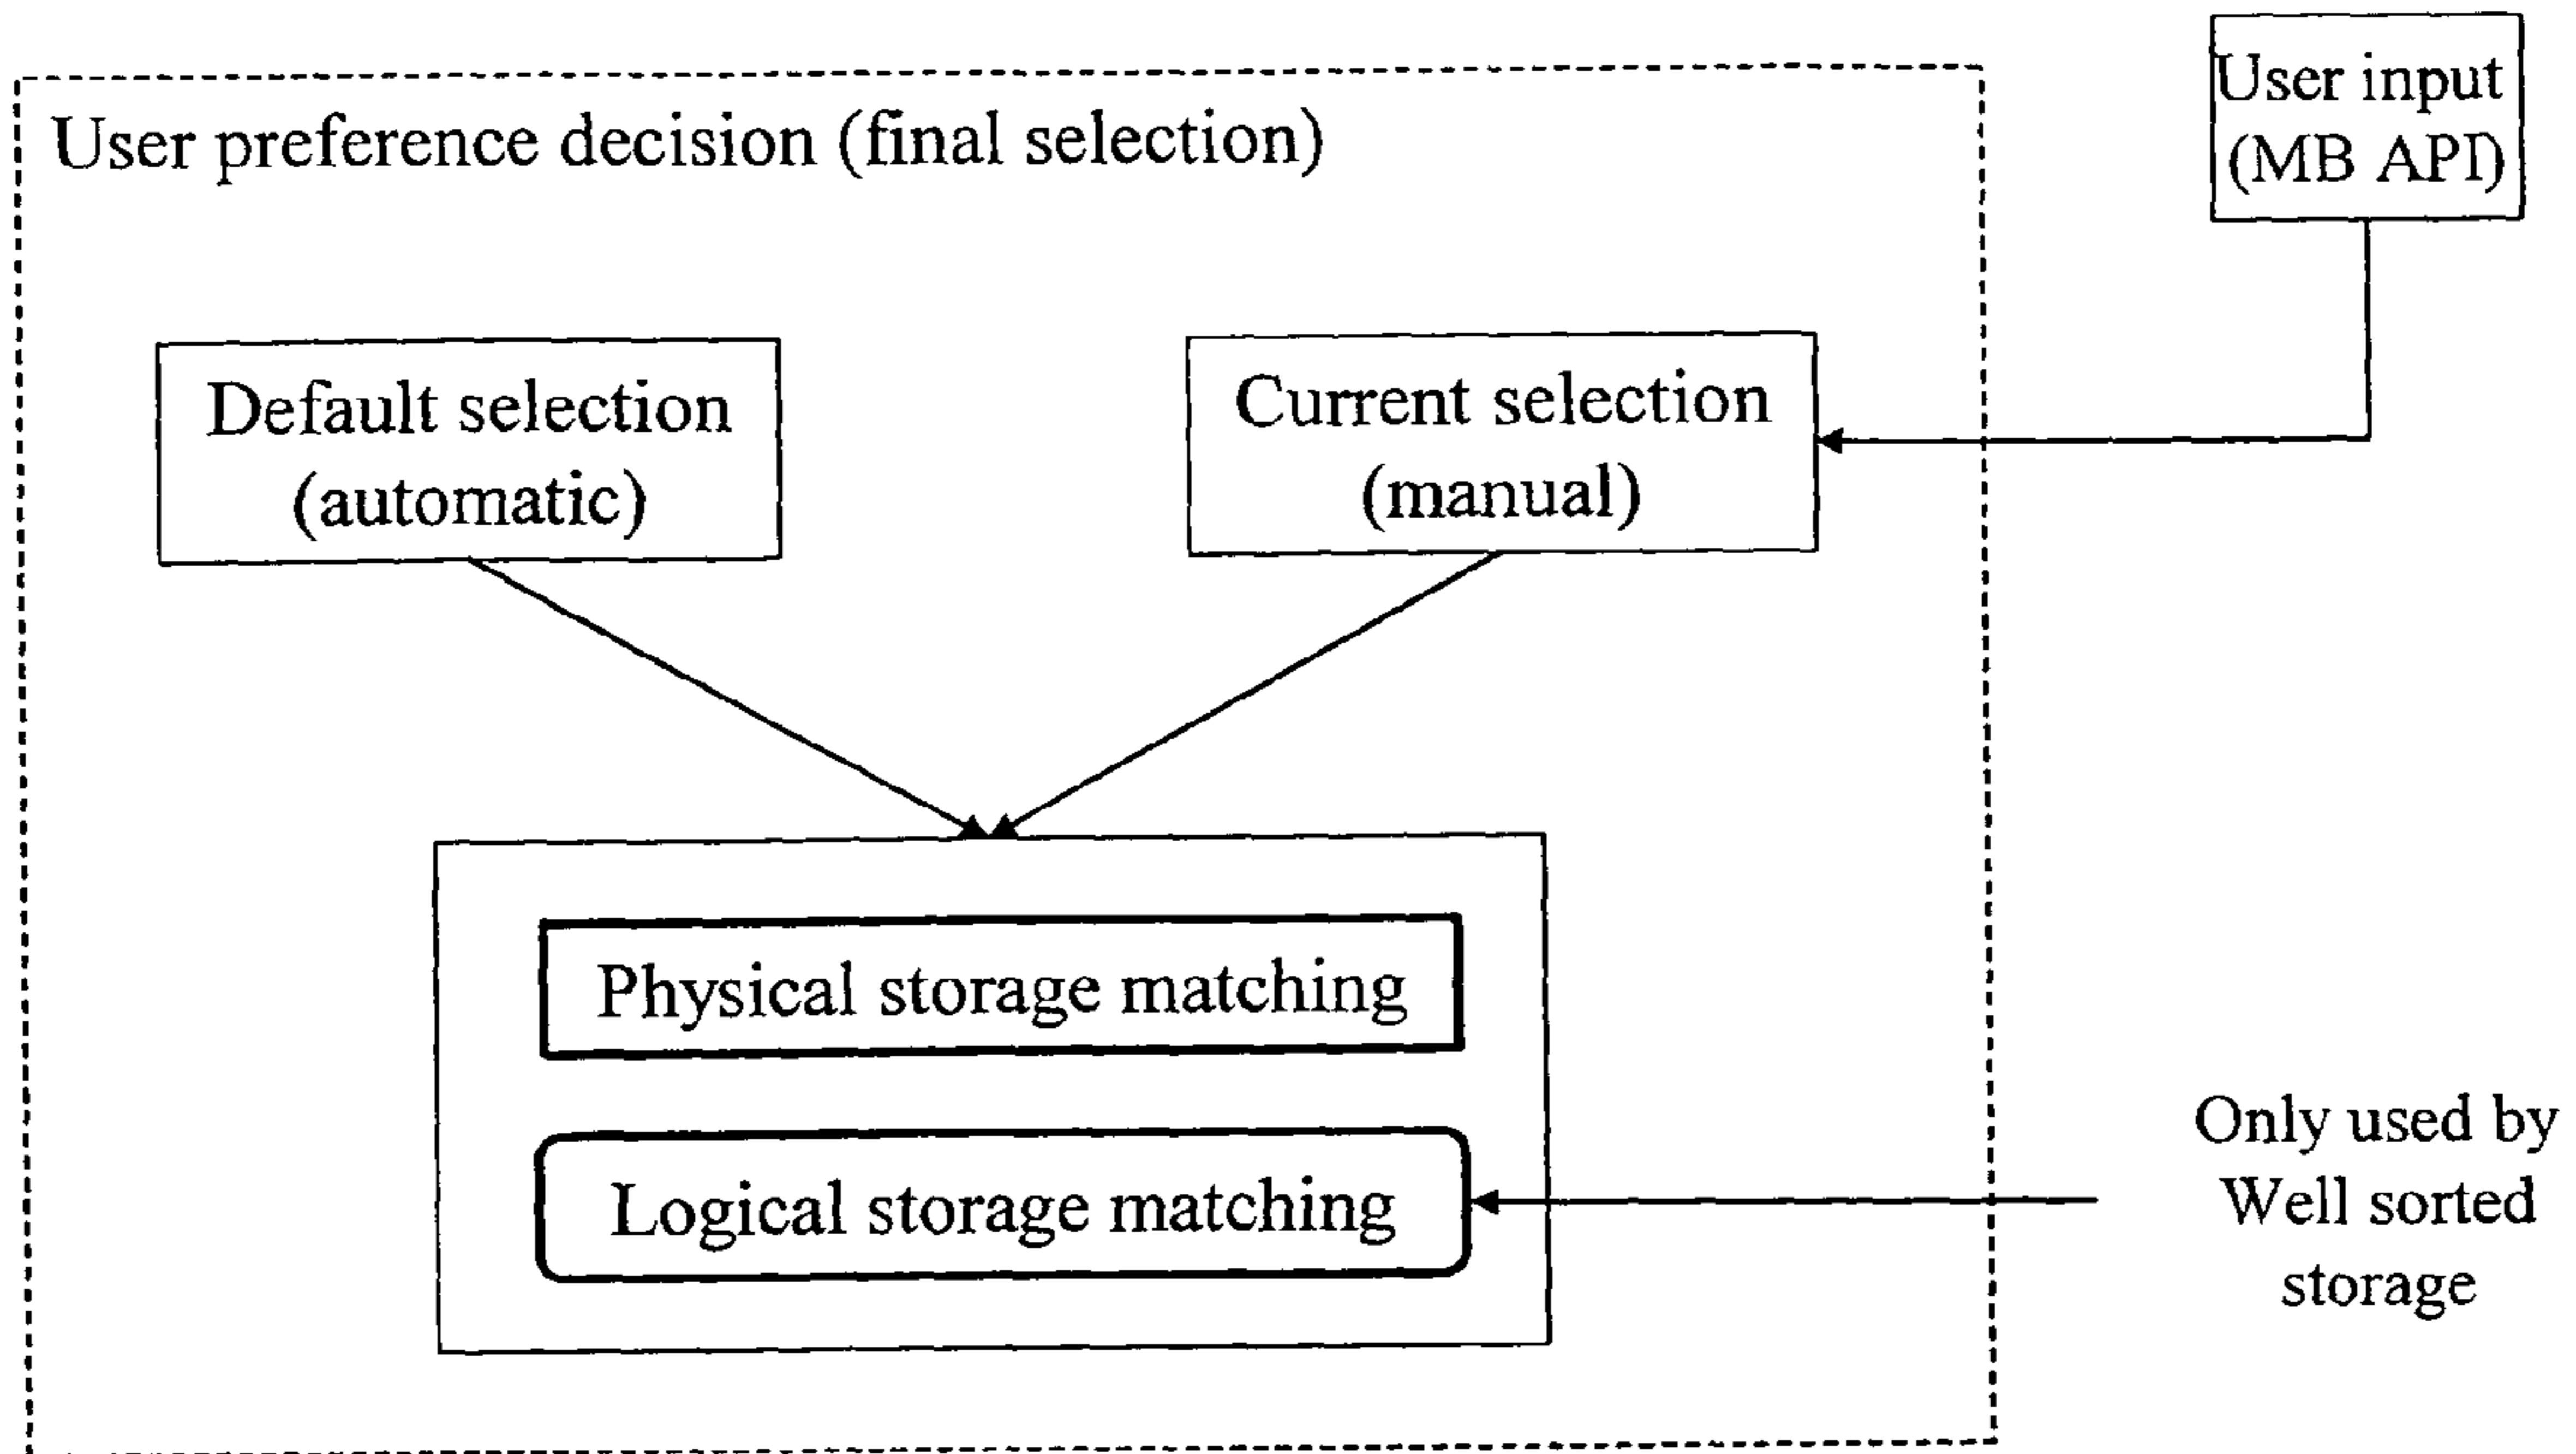 User input
(MB API)
User preference decision (final selection)
Default selection
(automatic)
Current selection
(manual)
Physical storage matching
Logical storage matching
Only used by
Well sorted
storage